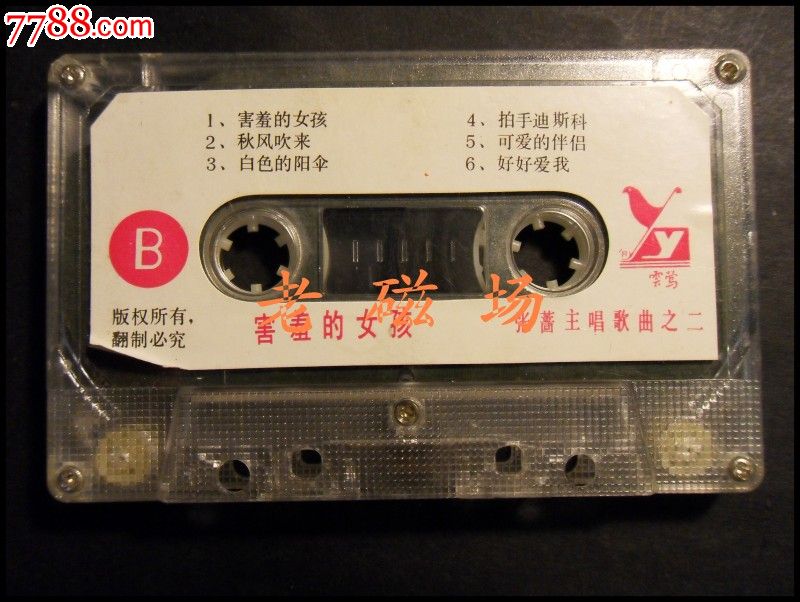 7788.com
1、害羞的女孩
2、秋风吹来
3、白色的阳伞
4、拍手迪斯科
5、可爱的伴侣
6、好好爱我
B
y
雲莺
版权所有，
翻制必究
老磁场
害羞的女孩
张蔷主唱歌曲之二